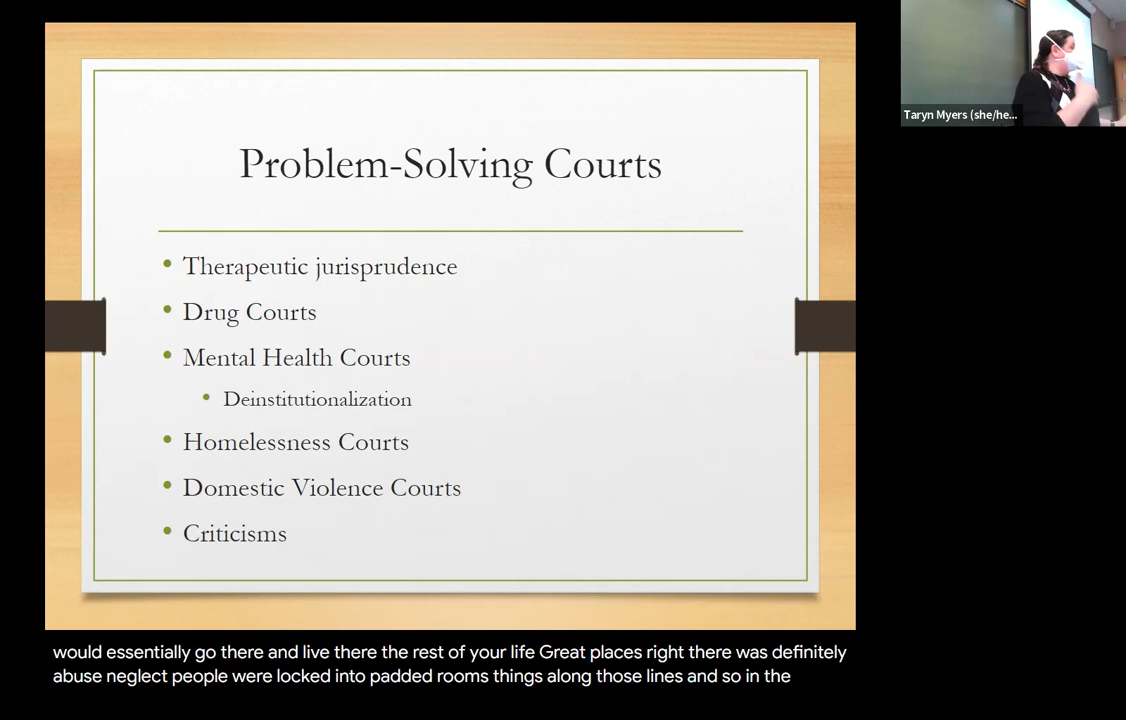 Problem-Solving Courts
Therapeutic jurisprudence
Drug Courts
Mental Health Courts
Deinstitutionalization
Homelessness Courts
Domestic Violence Courts
Criticisms
Taryn Myers (she/he...
would essentially go there and live there the rest of your life Great places right there was definitely
abuse neglect people were locked into padded rooms things along those lines and so in the